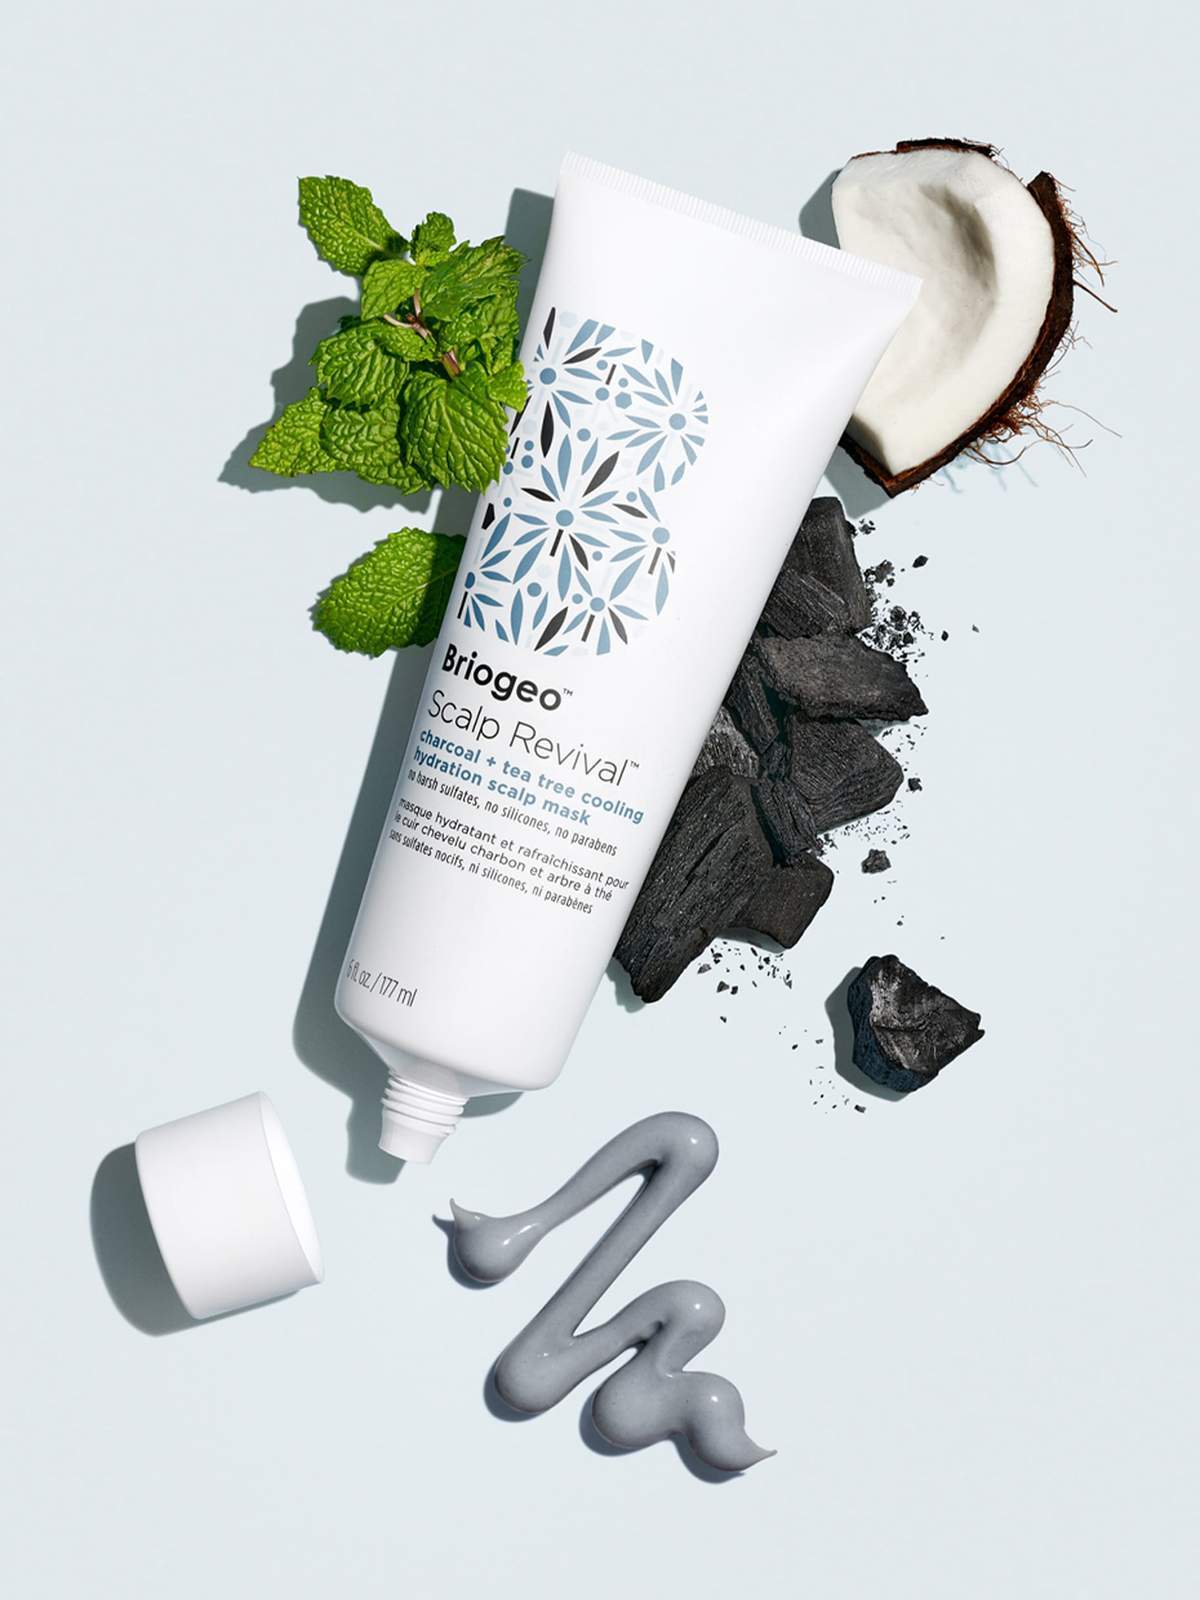 Briogeo™
Scalp Revival™
charcoal + tea tree cooling
hydration scalp mask
no harsh sulfates, no silicones, no parabens
masque hydratant et rafraîchissant pour
le cuir chevelu charbon et arbre à thé
sans sulfates nocifs, ni silicones, ni parabènes
6 fl. oz. / 177 ml